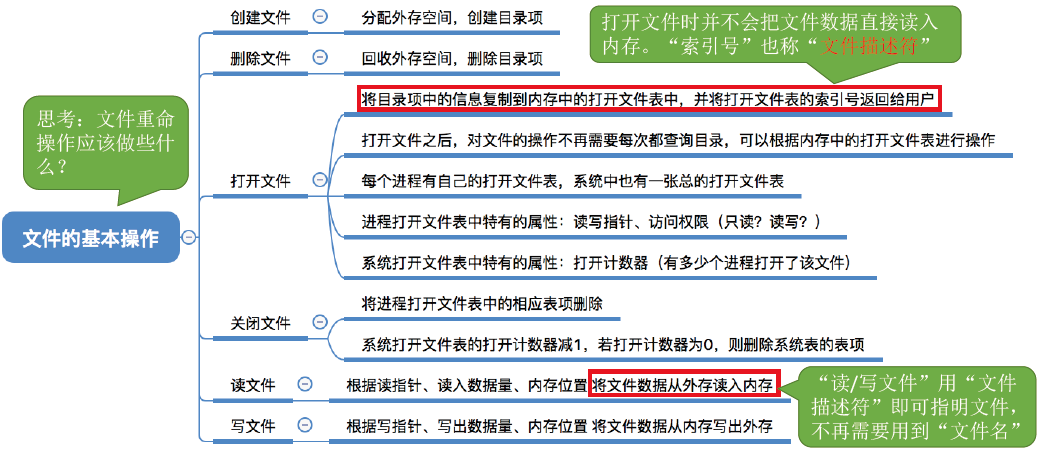 创建文件
分配外存空间，创建目录项
删除文件
回收外存空间，删除目录项
打开文件时并不会把文件数据直接读入
内存。“索引号”也称“文件描述符”
思考：文件重命
操作应该做些什
么？
文件的基本操作
打开文件
将目录项中的信息复制到内存中的打开文件表中，并将打开文件表的索引号返回给用户
打开文件之后，对文件的操作不再需要每次都查询目录，可以根据内存中的打开文件表进行操作
每个进程有自己的打开文件表，系统中也有一张总的打开文件表
进程打开文件表中特有的属性：读写指针、访问权限（只读？读写？）
系统打开文件表中特有的属性：打开计数器（有多少个进程打开了该文件）
关闭文件
将进程打开文件表中的相应表项删除
系统打开文件表的打开计数器减1，若打开计数器为0，则删除系统表的表项
读文件
根据读指针、读入数据量、内存位置 将文件数据从外存读入内存
写文件
根据写指针、写出数据量、内存位置 将文件数据从内存写出外存
“读/写文件”用“文件
描述符”即可指明文件，
不再需要用到“文件名”